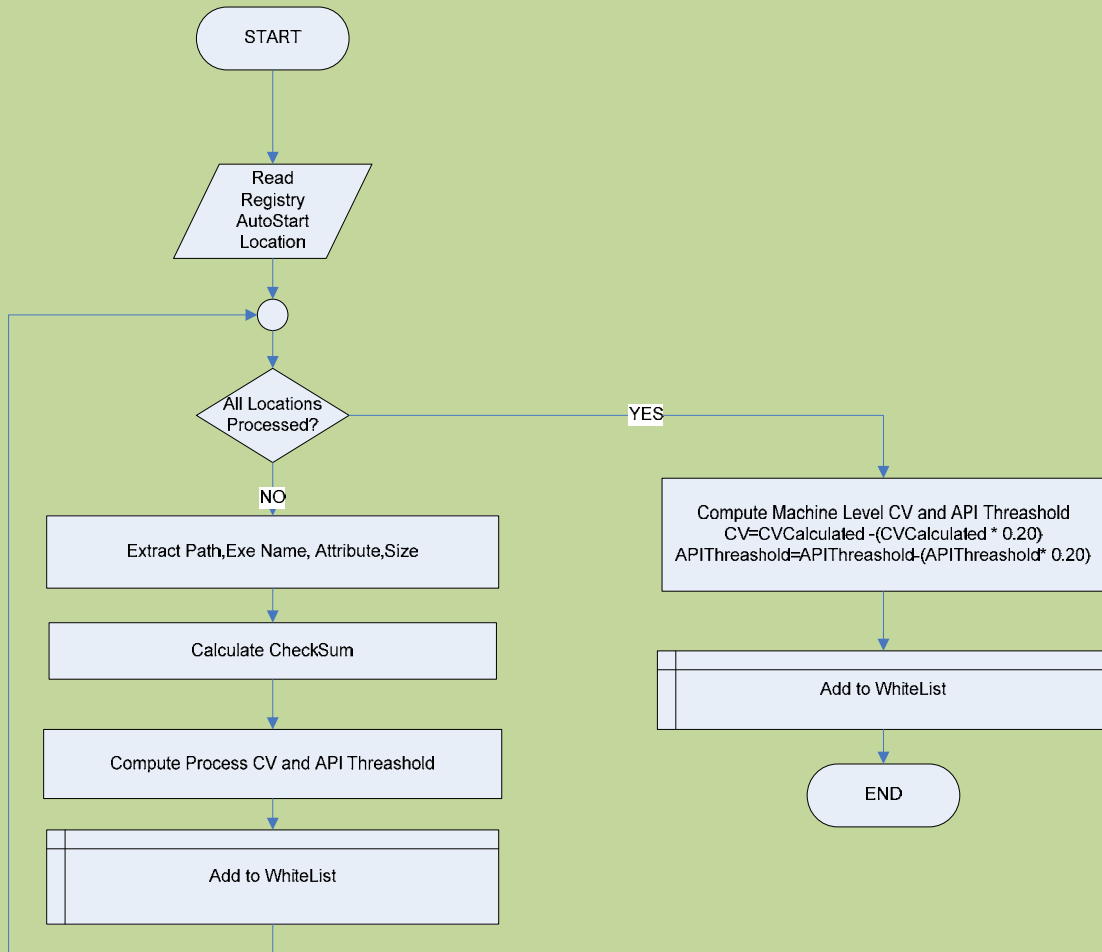 START
Read
Registry
AutoStart
Location
All Locations
Processed?
YES
NO
Extract Path,Exe Name, Attribute,Size
Calculate CheckSum
Compute Process CV and API Threashold
Add to WhiteList
Compute Machine Level CV and API Threashold
CV=CVCalculated -(CVCalculated * 0.20)
APIThreashold=APIThreashold-(APIThreashold* 0.20)
Add to WhiteList
END